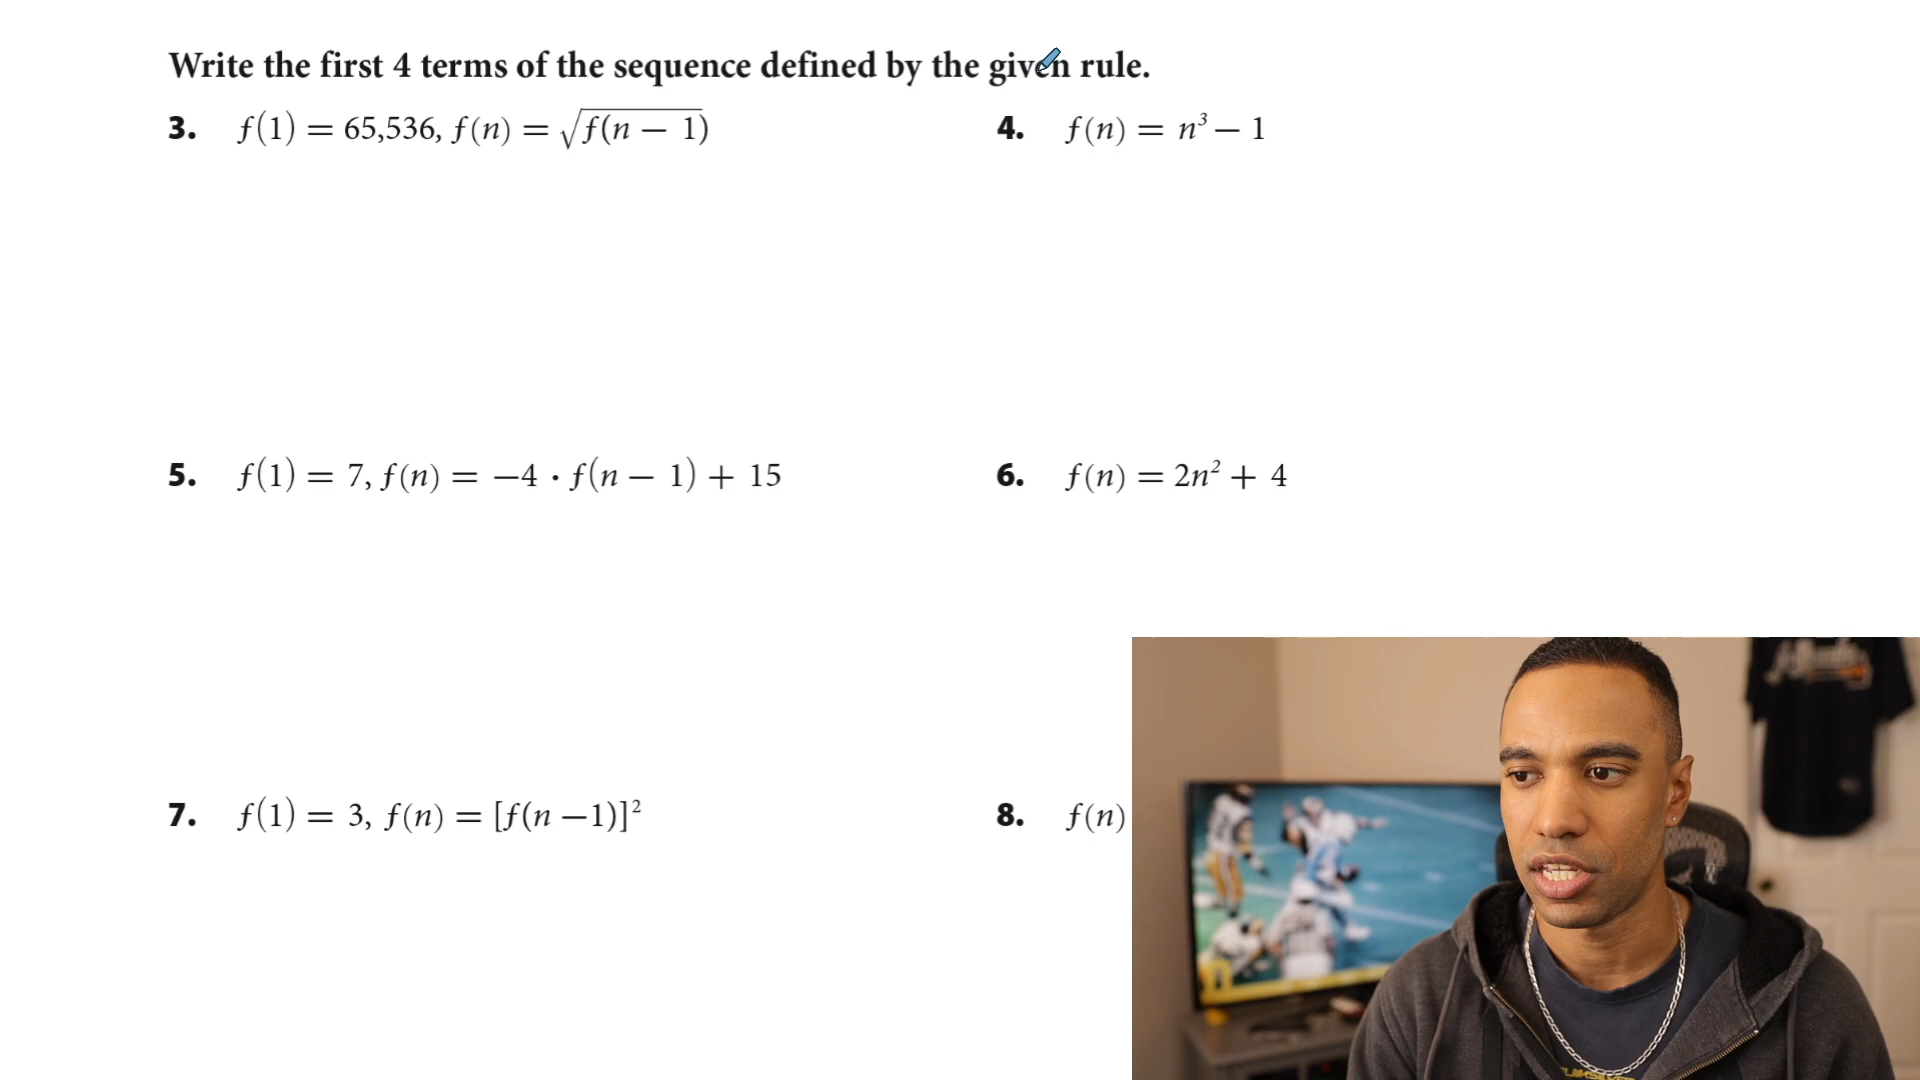 Write the first 4 terms of the sequence defined by the given rule.
3. f(1) = 65,536, f(n) = √f(n − 1)
4. f(n) = n³ − 1
5. f(1) = 7, f(n) = −4 · f(n − 1) + 15
6. f(n) = 2n² + 4
7. f(1) = 3, f(n) = [f(n −1)]²
8. f(n)